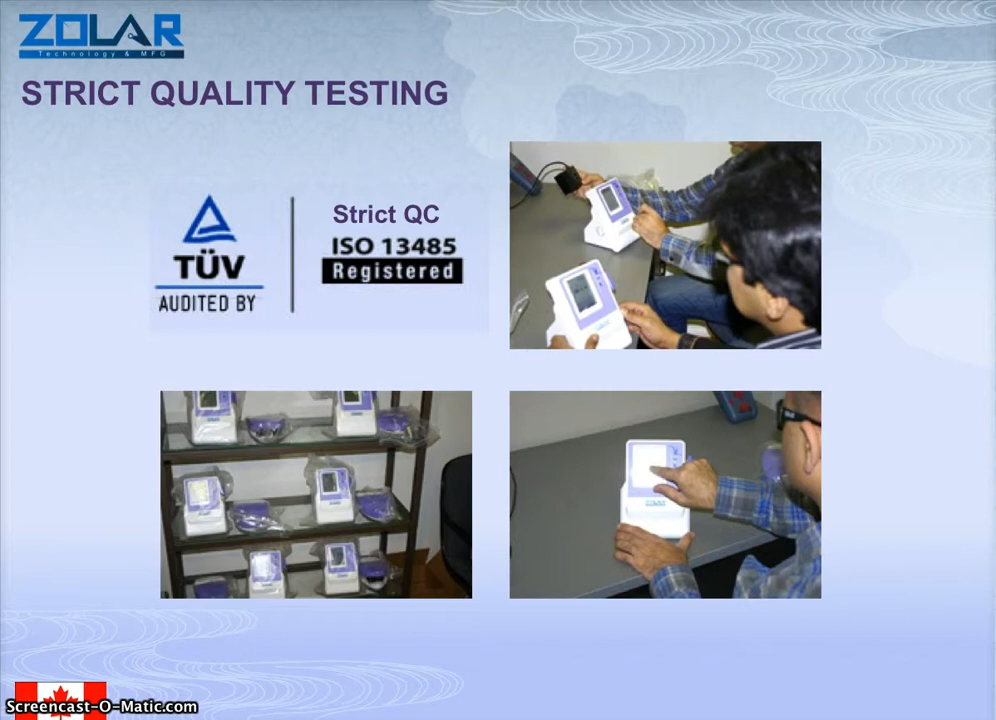 ZOLAR
Technology & MFG
STRICT QUALITY TESTING
TÜV
AUDITED BY
Strict QC
ISO 13485
Registered
ZOLAR
Screencast-O-Matic.com